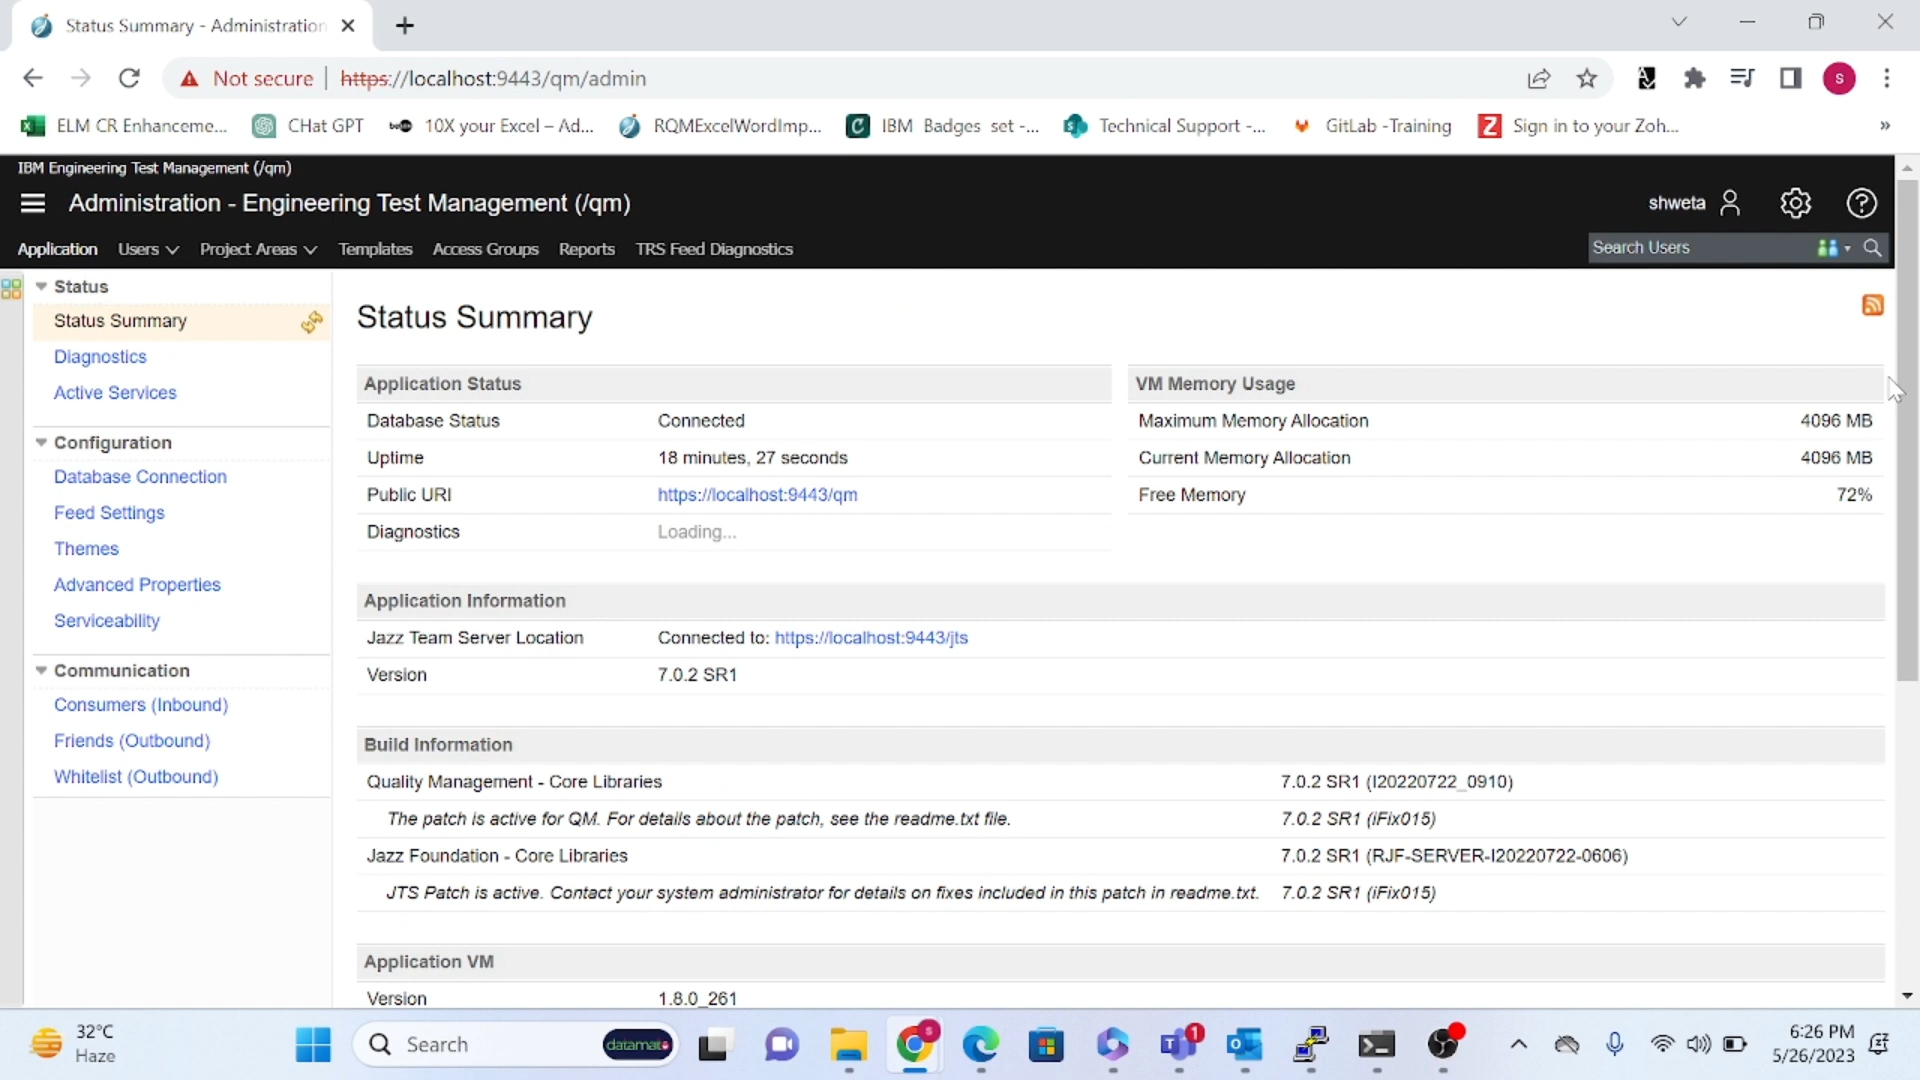 Status Summary - Administration
Not secure | https://localhost:9443/qm/admin
S
ELM CR Enhanceme... CHat GPT 10X your Excel – Ad... RQMExcelWordImp... IBM Badges set -... Technical Support -... GitLab -Training Sign in to your Zoh... »
IBM Engineering Test Management (/qm)
Administration - Engineering Test Management (/qm)
shweta
Application Users Project Areas Templates Access Groups Reports TRS Feed Diagnostics
Search Users
Status
Status Summary
Diagnostics
Active Services
Configuration
Database Connection
Feed Settings
Themes
Advanced Properties
Serviceability
Communication
Consumers (Inbound)
Friends (Outbound)
Whitelist (Outbound)
Status Summary
Application Status
Database Status Connected
Uptime 18 minutes, 27 seconds
Public URI https://localhost:9443/qm
Diagnostics Loading...
VM Memory Usage
Maximum Memory Allocation 4096 MB
Current Memory Allocation 4096 MB
Free Memory 72%
Application Information
Jazz Team Server Location Connected to: https://localhost:9443/jts
Version 7.0.2 SR1
Build Information
Quality Management - Core Libraries 7.0.2 SR1 (I20220722_0910)
The patch is active for QM. For details about the patch, see the readme.txt file. 7.0.2 SR1 (iFix015)
Jazz Foundation - Core Libraries 7.0.2 SR1 (RJF-SERVER-I20220722-0606)
JTS Patch is active. Contact your system administrator for details on fixes included in this patch in readme.txt. 7.0.2 SR1 (iFix015)
Application VM
Version 1.8.0_261
32°C
Haze
Search
1
6:26 PM
5/26/2023